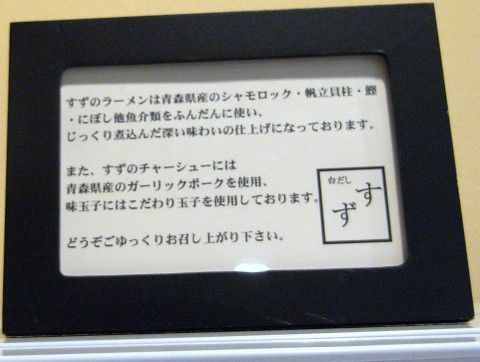 すずのラーメンは青森県産のシャモロック・帆立貝柱・鰹
・にぼし他魚介類をふんだんに使い、
じっくり煮込んだ深い味わいの仕上げになっております。
また、すずのチャーシューには
青森県産のガーリックポークを使用、
味玉子にはこだわり玉子を使用しております。
どうぞごゆっくりお召し上がり下さい。
白だし
すず